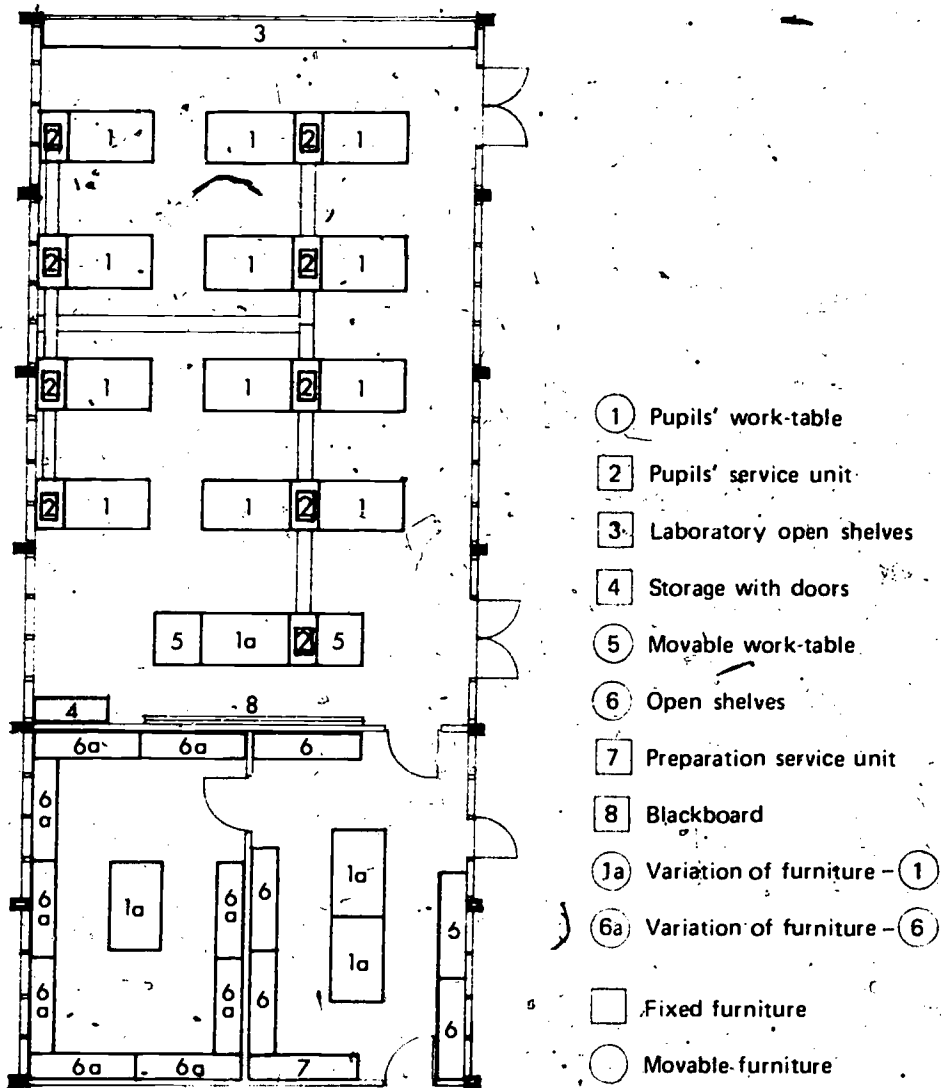 3
2 1 1 2 1
1a
2 1 1 2 1
2 1 1 2 1
2 1 1 2 1
5 1a 2 5
4 8
6a 6a 6
6a
6a 1a 6a 6 1a 6
6a 6a 6 1a 6
6a 6a 7
1 Pupils' work-table
2 Pupils' service unit
3 Laboratory open shelves
4 Storage with doors
5 Movable work-table
6 Open shelves
7 Preparation service unit
8 Blackboard
1a Variation of furniture – 1
6a Variation of furniture – 6
Fixed furniture
Movable furniture